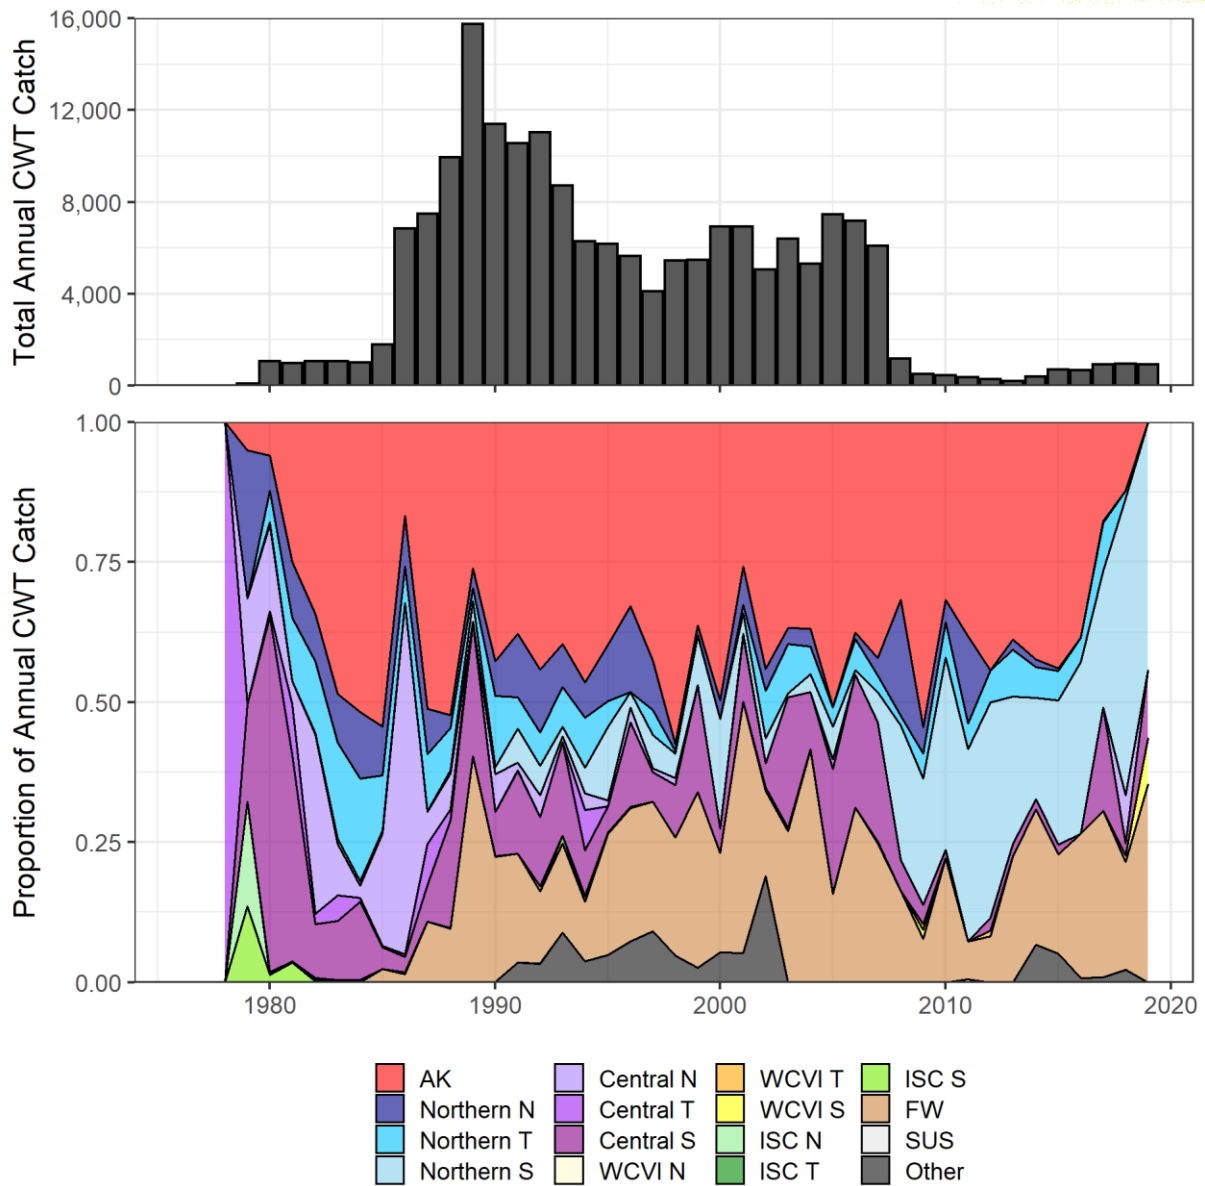 Total Annual CWT Catch
16,000
12,000
8,000
4,000
0
Proportion of Annual CWT Catch
1.00
0.75
0.50
0.25
0.00
1980 1990 2000 2010 2020
AK Central N WCVI T ISC S
Northern N Central T WCVI S FW
Northern T Central S ISC N SUS
Northern S WCVI N ISC T Other